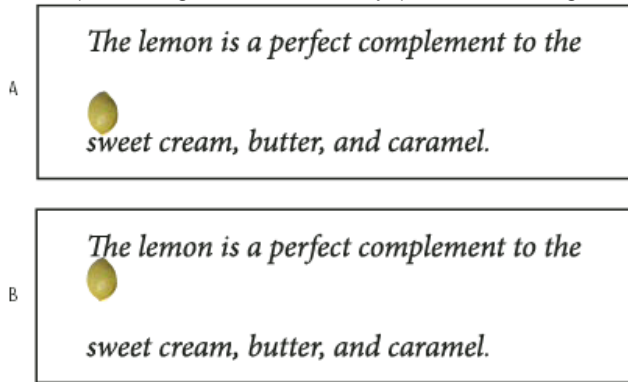 A
The lemon is a perfect complement to the
sweet cream, butter, and caramel.
B
The lemon is a perfect complement to the
sweet cream, butter, and caramel.